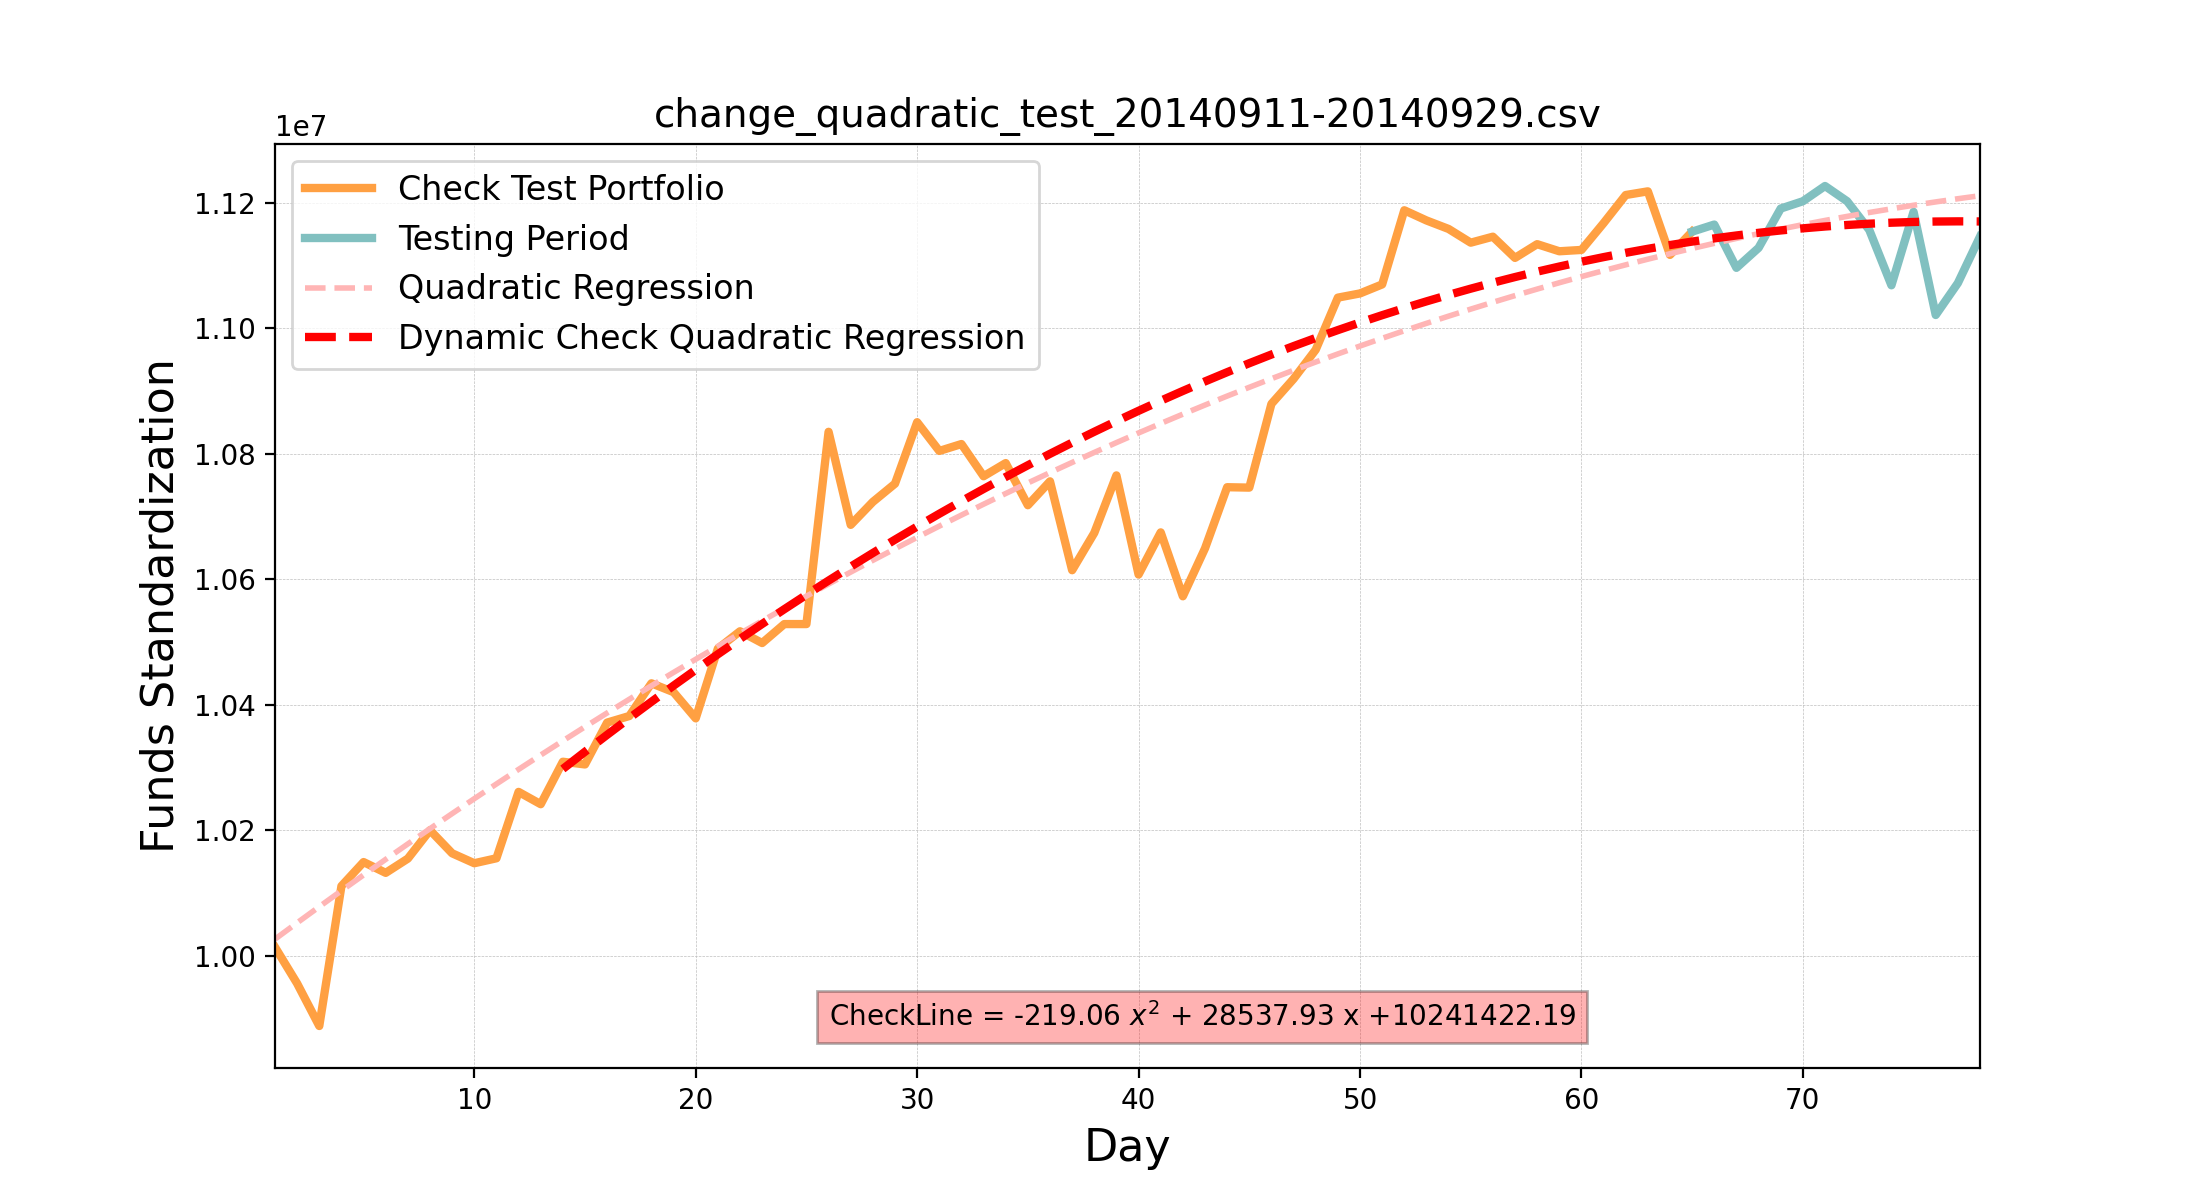 change_quadratic_test_20140911-20140929.csv
1e7
Check Test Portfolio
Testing Period
Quadratic Regression
Dynamic Check Quadratic Regression
1.12
1.10
1.08
1.06
1.04
1.02
1.00
Funds Standardization
CheckLine = -219.06 x² + 28537.93 x +10241422.19
10 20 30 40 50 60 70
Day